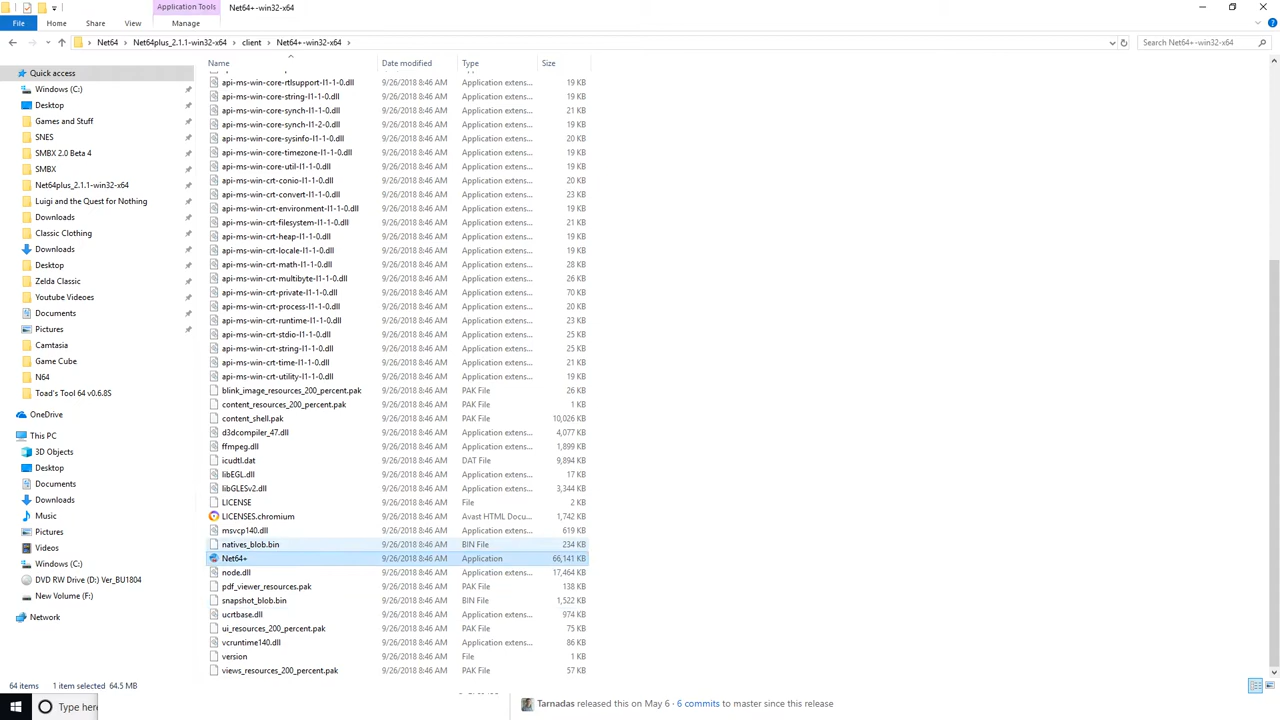 Application Tools Net64+-win32-x64
File Home Share View Manage
Net64 › Net64plus_2.1.1-win32-x64 › client › Net64+-win32-x64 › Search Net64+-win32-x64
Name Date modified Type Size
Quick access
Windows (C:)
Desktop
Games and Stuff
SNES
SMBX 2.0 Beta 4
SMBX
Net64plus_2.1.1-win32-x64
Luigi and the Quest for Nothing
Downloads
Classic Clothing
Downloads
Desktop
Zelda Classic
Youtube Videoes
Documents
Pictures
Camtasia
Game Cube
N64
Toad's Tool 64 v0.6.8S
OneDrive
This PC
3D Objects
Desktop
Documents
Downloads
Music
Pictures
Videos
Windows (C:)
DVD RW Drive (D:) Ver_BU1804
New Volume (F:)
Network
api-ms-win-core-rtlsupport-l1-1-0.dll 9/26/2018 8:46 AM Application extens... 19 KB
api-ms-win-core-string-l1-1-0.dll 9/26/2018 8:46 AM Application extens... 19 KB
api-ms-win-core-synch-l1-1-0.dll 9/26/2018 8:46 AM Application extens... 21 KB
api-ms-win-core-synch-l1-2-0.dll 9/26/2018 8:46 AM Application extens... 19 KB
api-ms-win-core-sysinfo-l1-1-0.dll 9/26/2018 8:46 AM Application extens... 20 KB
api-ms-win-core-timezone-l1-1-0.dll 9/26/2018 8:46 AM Application extens... 19 KB
api-ms-win-core-util-l1-1-0.dll 9/26/2018 8:46 AM Application extens... 19 KB
api-ms-win-crt-conio-l1-1-0.dll 9/26/2018 8:46 AM Application extens... 20 KB
api-ms-win-crt-convert-l1-1-0.dll 9/26/2018 8:46 AM Application extens... 23 KB
api-ms-win-crt-environment-l1-1-0.dll 9/26/2018 8:46 AM Application extens... 19 KB
api-ms-win-crt-filesystem-l1-1-0.dll 9/26/2018 8:46 AM Application extens... 21 KB
api-ms-win-crt-heap-l1-1-0.dll 9/26/2018 8:46 AM Application extens... 19 KB
api-ms-win-crt-locale-l1-1-0.dll 9/26/2018 8:46 AM Application extens... 19 KB
api-ms-win-crt-math-l1-1-0.dll 9/26/2018 8:46 AM Application extens... 28 KB
api-ms-win-crt-multibyte-l1-1-0.dll 9/26/2018 8:46 AM Application extens... 27 KB
api-ms-win-crt-private-l1-1-0.dll 9/26/2018 8:46 AM Application extens... 70 KB
api-ms-win-crt-process-l1-1-0.dll 9/26/2018 8:46 AM Application extens... 20 KB
api-ms-win-crt-runtime-l1-1-0.dll 9/26/2018 8:46 AM Application extens... 23 KB
api-ms-win-crt-stdio-l1-1-0.dll 9/26/2018 8:46 AM Application extens... 25 KB
api-ms-win-crt-string-l1-1-0.dll 9/26/2018 8:46 AM Application extens... 25 KB
api-ms-win-crt-time-l1-1-0.dll 9/26/2018 8:46 AM Application extens... 21 KB
api-ms-win-crt-utility-l1-1-0.dll 9/26/2018 8:46 AM Application extens... 19 KB
blink_image_resources_200_percent.pak 9/26/2018 8:46 AM PAK File 26 KB
content_resources_200_percent.pak 9/26/2018 8:46 AM PAK File 1 KB
content_shell.pak 9/26/2018 8:46 AM PAK File 10,026 KB
d3dcompiler_47.dll 9/26/2018 8:46 AM Application extens... 4,077 KB
ffmpeg.dll 9/26/2018 8:46 AM Application extens... 1,899 KB
icudtl.dat 9/26/2018 8:46 AM DAT File 9,894 KB
libEGL.dll 9/26/2018 8:46 AM Application extens... 17 KB
libGLESv2.dll 9/26/2018 8:46 AM Application extens... 3,344 KB
LICENSE 9/26/2018 8:46 AM File 2 KB
LICENSES.chromium 9/26/2018 8:46 AM Avast HTML Docu... 1,742 KB
msvcp140.dll 9/26/2018 8:46 AM Application extens... 619 KB
natives_blob.bin 9/26/2018 8:46 AM BIN File 234 KB
Net64+ 9/26/2018 8:46 AM Application 66,141 KB
node.dll 9/26/2018 8:46 AM Application extens... 17,464 KB
pdf_viewer_resources.pak 9/26/2018 8:46 AM PAK File 138 KB
snapshot_blob.bin 9/26/2018 8:46 AM BIN File 1,522 KB
ucrtbase.dll 9/26/2018 8:46 AM Application extens... 974 KB
ui_resources_200_percent.pak 9/26/2018 8:46 AM PAK File 75 KB
vcruntime140.dll 9/26/2018 8:46 AM Application extens... 86 KB
version 9/26/2018 8:46 AM File 1 KB
views_resources_200_percent.pak 9/26/2018 8:46 AM PAK File 57 KB
64 items 1 item selected 64.5 MB
Type here
Tarnadas released this on May 6 · 6 commits to master since this release